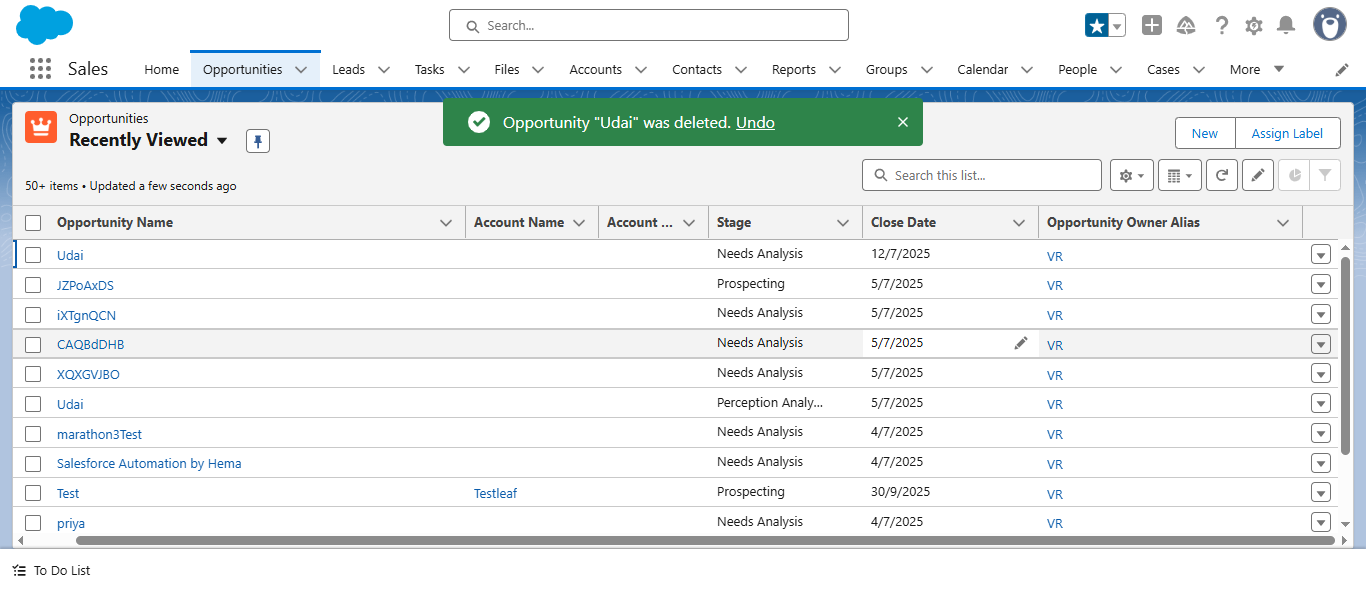 Search...
Sales Home Opportunities Leads Tasks Files Accounts Contacts Reports Groups Calendar People Cases More
Opportunities
Recently Viewed
Opportunity "Udai" was deleted. Undo
New Assign Label
50+ items • Updated a few seconds ago
Search this list...
Opportunity Name Account Name Account ... Stage Close Date Opportunity Owner Alias
Udai Needs Analysis 12/7/2025 VR
JZPoAxDS Prospecting 5/7/2025 VR
iXTgnQCN Needs Analysis 5/7/2025 VR
CAQBdDHB Needs Analysis 5/7/2025 VR
XQXGVJBO Needs Analysis 5/7/2025 VR
Udai Perception Analy... 5/7/2025 VR
marathon3Test Needs Analysis 4/7/2025 VR
Salesforce Automation by Hema Needs Analysis 4/7/2025 VR
Test Testleaf Prospecting 30/9/2025 VR
priya Needs Analysis 4/7/2025 VR
To Do List